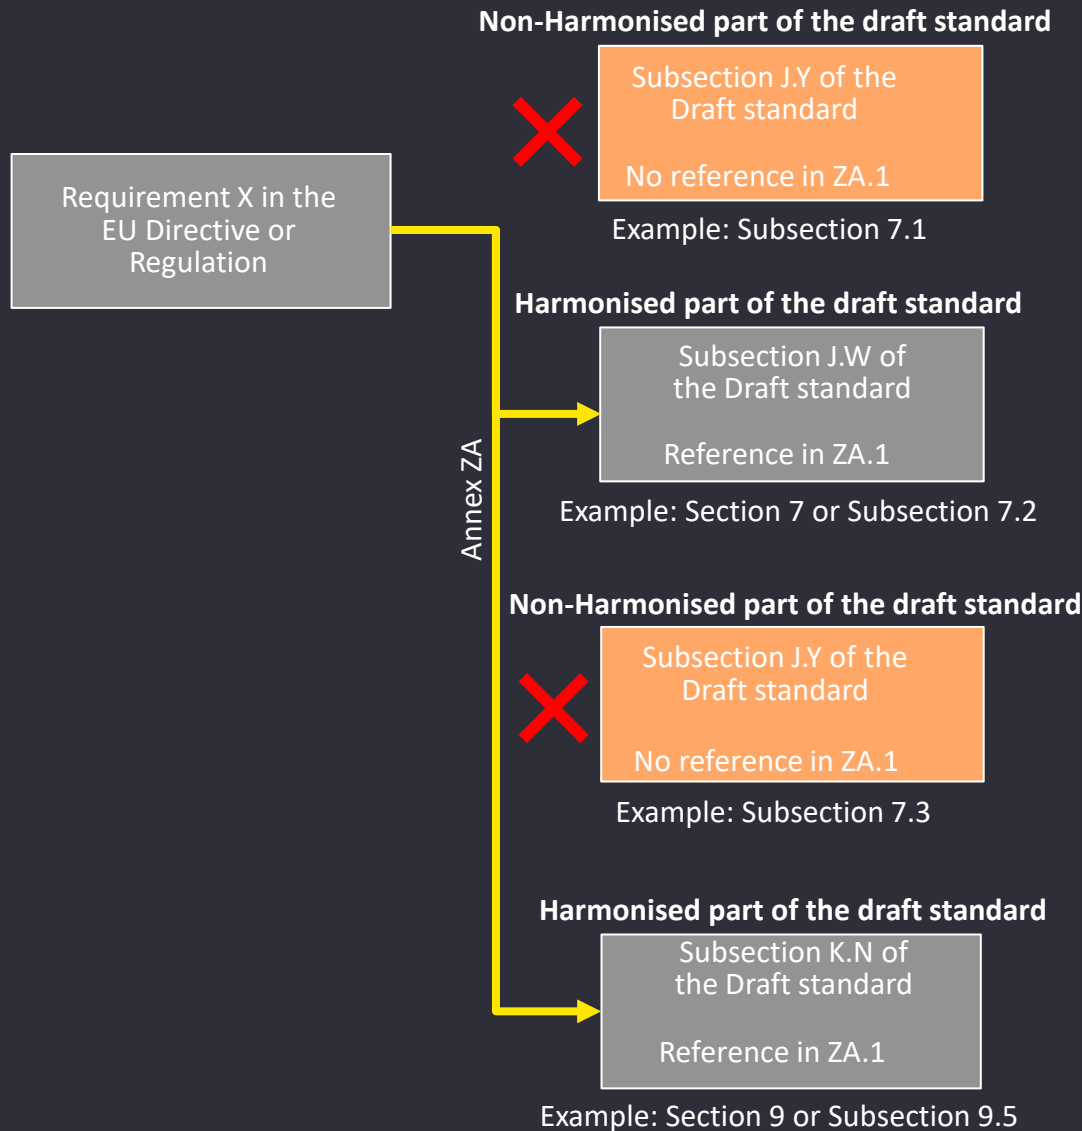 Non-Harmonised part of the draft standard
Subsection J.Y of the
Draft standard
No reference in ZA.1
Example: Subsection 7.1
Requirement X in the
EU Directive or
Regulation
Harmonised part of the draft standard
Subsection J.W of
the Draft standard
Reference in ZA.1
Example: Section 7 or Subsection 7.2
Annex ZA
Non-Harmonised part of the draft standard
Subsection J.Y of the
Draft standard
No reference in ZA.1
Example: Subsection 7.3
Harmonised part of the draft standard
Subsection K.N of
the Draft standard
Reference in ZA.1
Example: Section 9 or Subsection 9.5